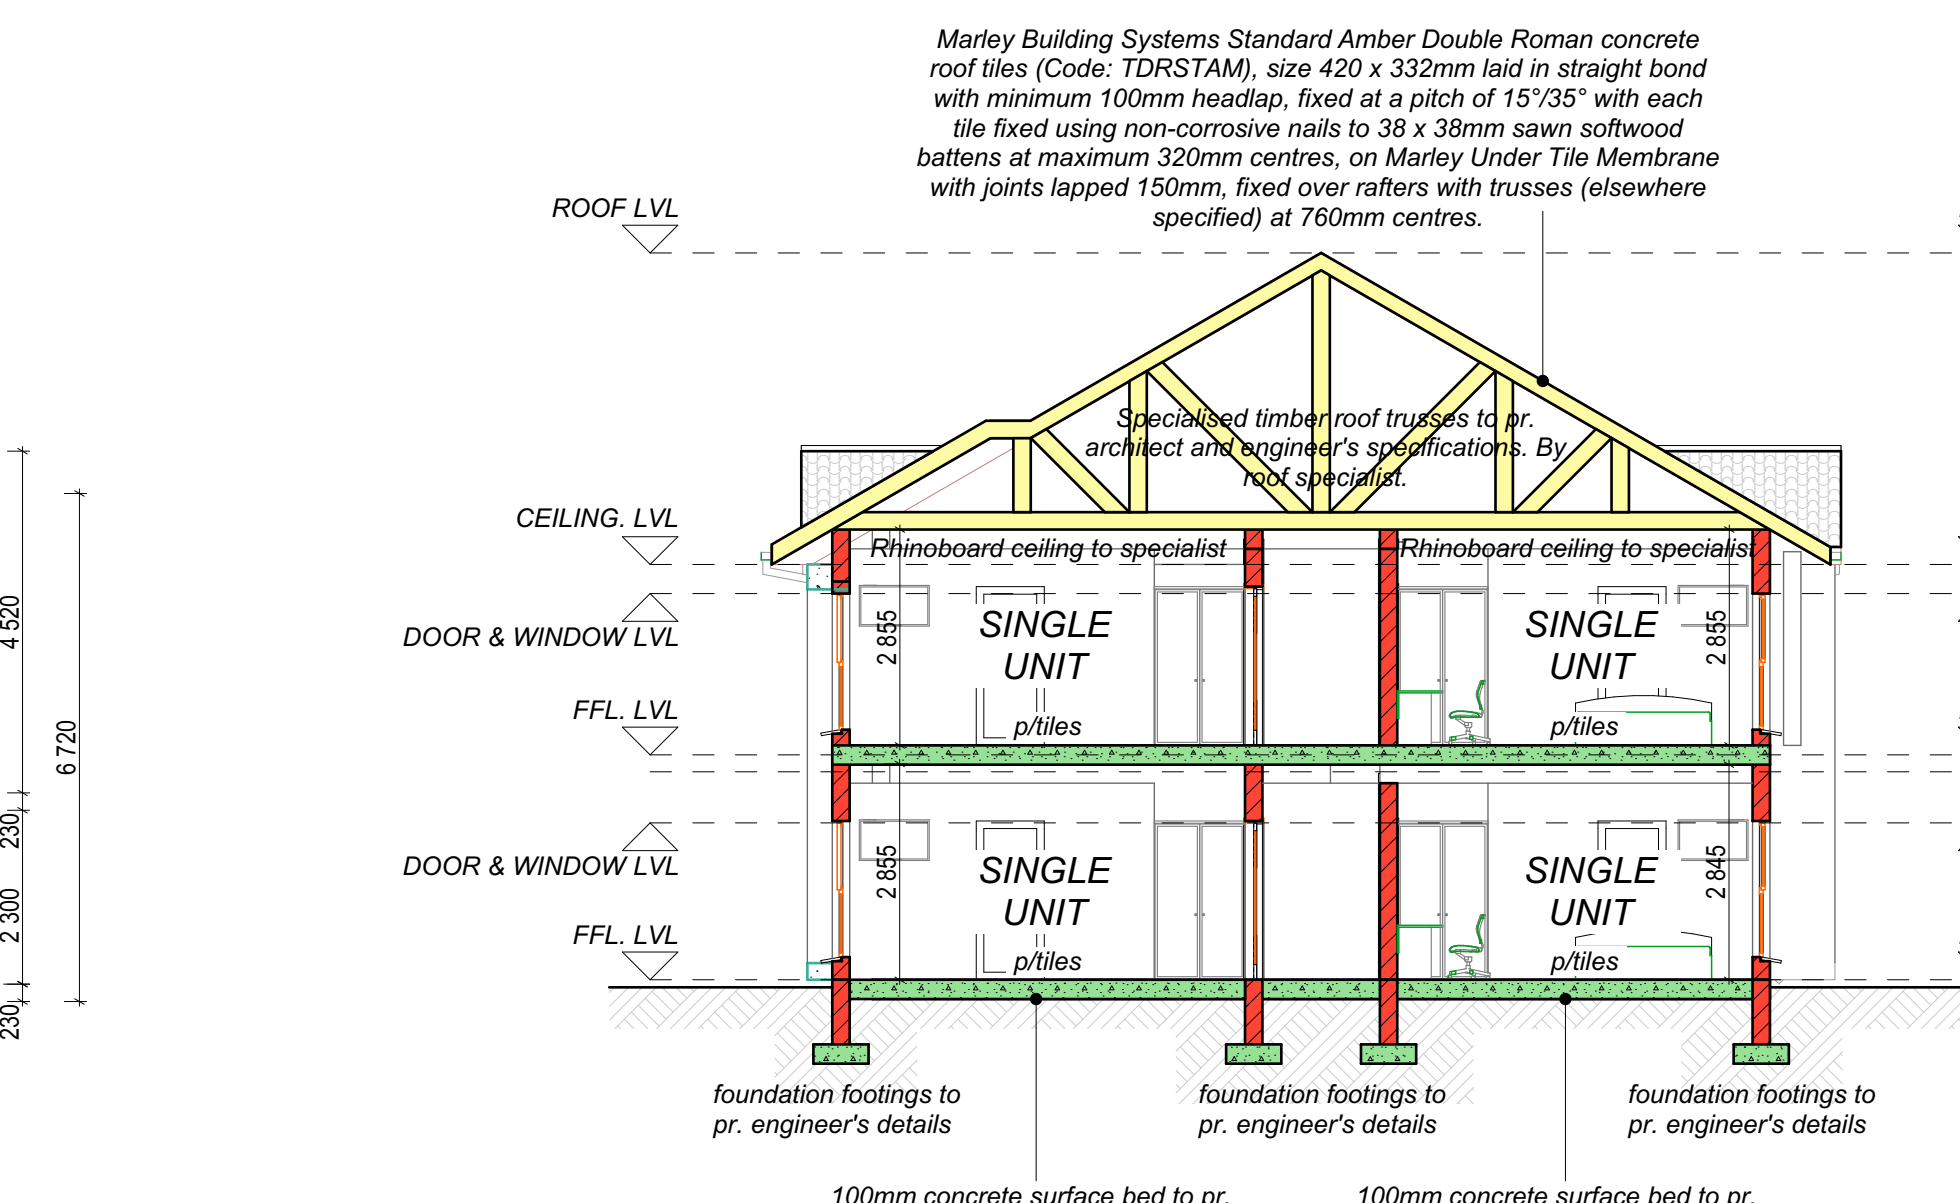 Marley Building Systems Standard Amber Double Roman concrete
roof tiles (Code: TDRSTAM), size 420 x 332mm laid in straight bond
with minimum 100mm headlap, fixed at a pitch of 15°/35° with each
tile fixed using non-corrosive nails to 38 x 38mm sawn softwood
battens at maximum 320mm centres, on Marley Under Tile Membrane
with joints lapped 150mm, fixed over rafters with trusses (elsewhere
specified) at 760mm centres.
ROOF LVL
Specialised timber roof trusses to pr.
architect and engineer's specifications. By
roof specialist.
CEILING. LVL
Rhinoboard ceiling to specialist
Rhinoboard ceiling to specialist
4 520
6 720
DOOR & WINDOW LVL
2 855
SINGLE
UNIT
SINGLE
UNIT
2 855
FFL. LVL
p/tiles
p/tiles
230
DOOR & WINDOW LVL
2 855
SINGLE
UNIT
SINGLE
UNIT
2 845
2 300
FFL. LVL
p/tiles
p/tiles
230
foundation footings to
pr. engineer's details
foundation footings to
pr. engineer's details
foundation footings to
pr. engineer's details
100mm concrete surface bed to pr.
100mm concrete surface bed to pr.